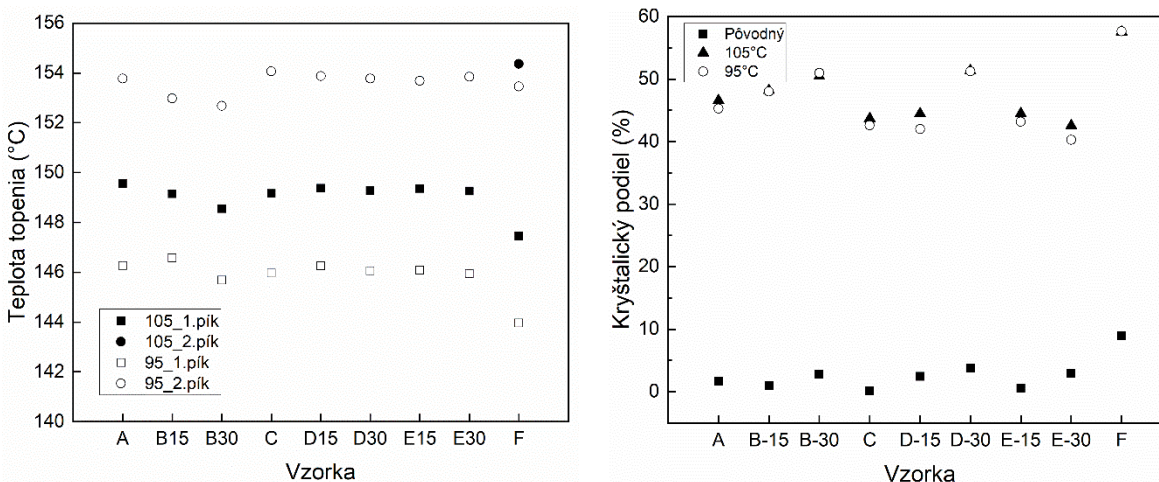 Teplota topenia (°C)
156
154
152
150
148
146
144
142
140
105_1.pík
105_2.pík
95_1.pík
95_2.pík
A B15 B30 C D15 D30 E15 E30 F
Vzorka
Kryštalický podiel (%)
60
50
40
30
20
10
0
Pôvodný
105°C
95°C
A B-15 B-30 C D-15 D-30 E-15 E-30 F
Vzorka